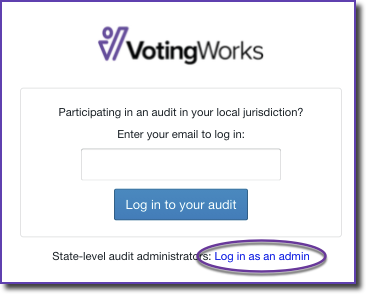 VotingWorks
Participating in an audit in your local jurisdiction?
Enter your email to log in:
Log in to your audit
State-level audit administrators: Log in as an admin